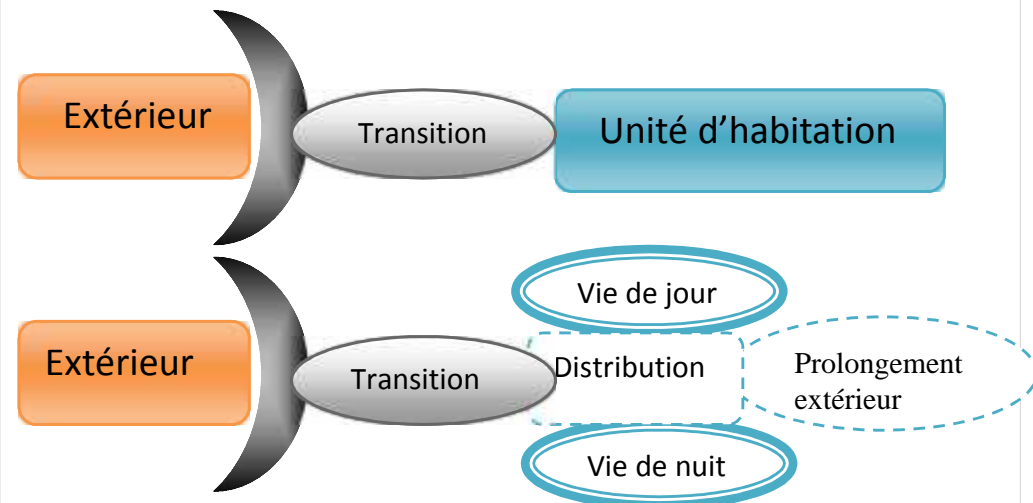 Extérieur
Transition
Unité d’habitation
Vie de jour
Extérieur
Transition
Distribution
Prolongement
extérieur
Vie de nuit